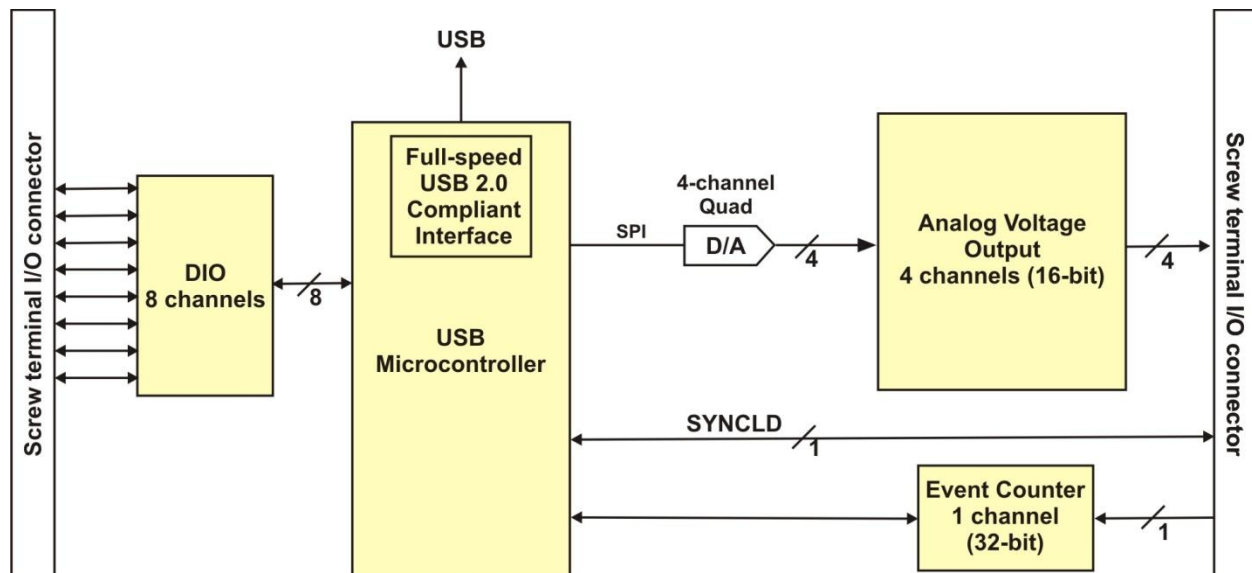 Screw terminal I/O connector
DIO
8 channels
8
USB
Full-speed
USB 2.0
Compliant
Interface
USB
Microcontroller
SPI
4-channel
Quad
D/A
4
Analog Voltage
Output
4 channels (16-bit)
4
SYNCLD
1
Event Counter
1 channel
(32-bit)
1
Screw terminal I/O connector